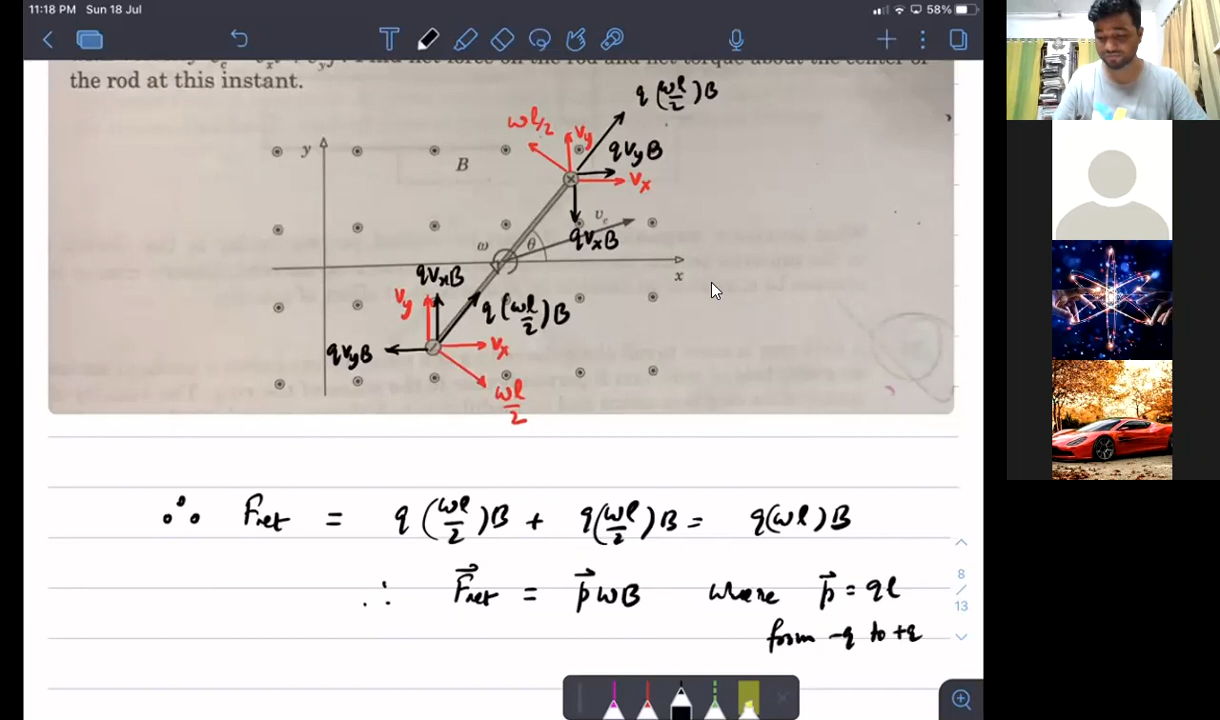 11:18 PM Sun 18 Jul
58%
the rod at this instant.
q(ωl/2)B
ωl/2
vy
qvyB
y
B
vx
vc
ω
θ
qvxB
x
qvxB
vy
q(ωl/2)B
qvyB
vx
ωl/2
∴ Fnet = q(ωl/2)B + q(ωl/2)B = q(ωl)B
∴ F⃗net = p⃗ωB where p⃗ = ql
from -q to +q
8
/
13